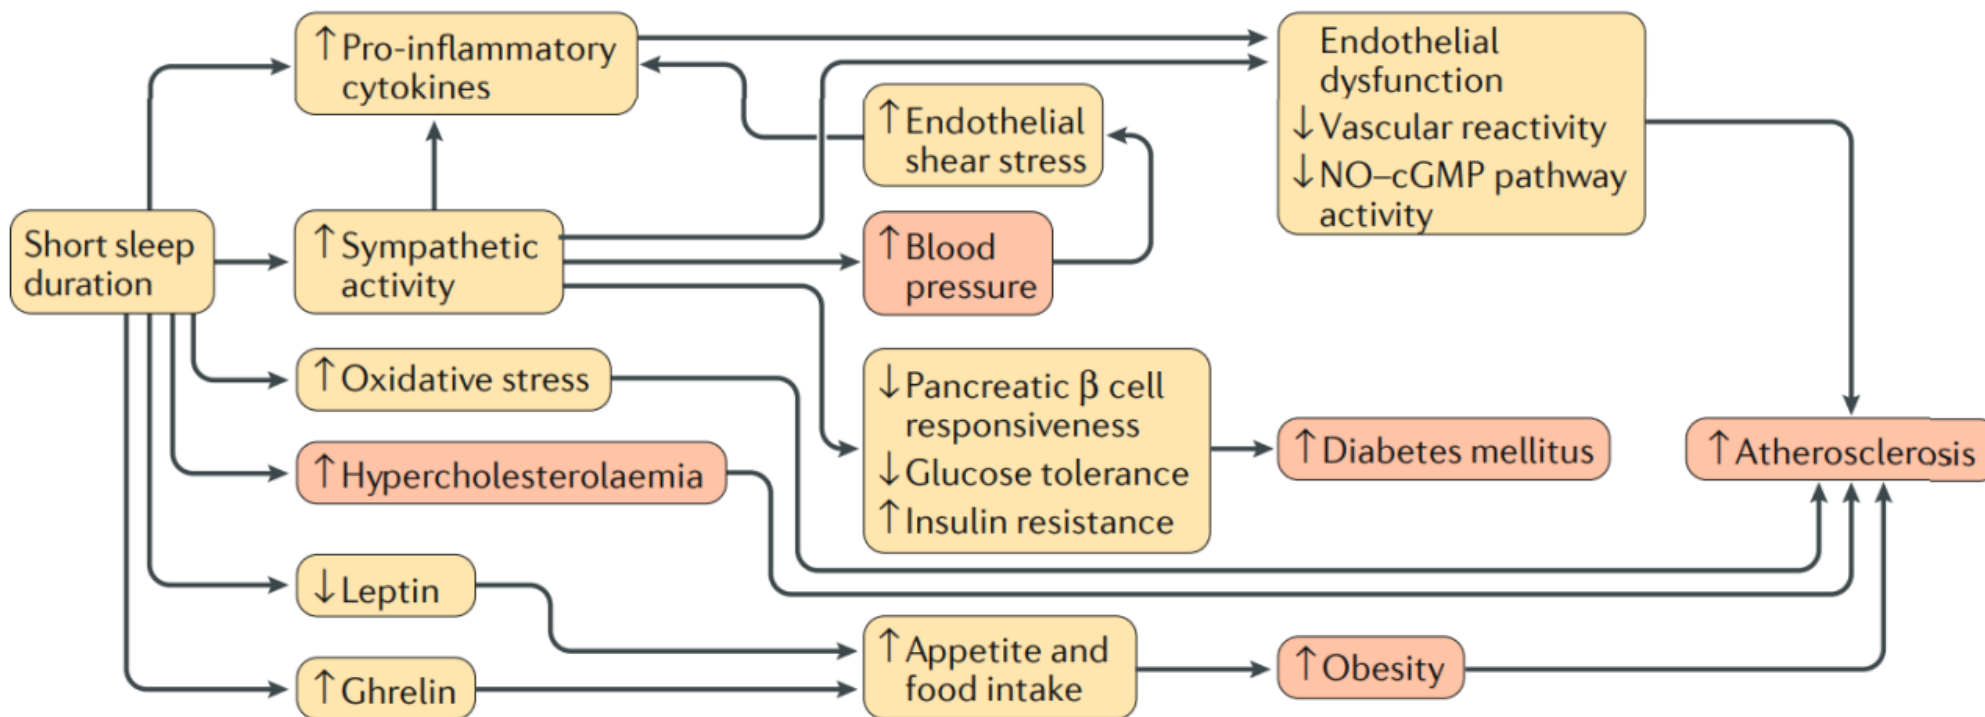 Short sleep
duration
↑ Pro-inflammatory
cytokines
↑ Sympathetic
activity
↑ Oxidative stress
↑ Hypercholesterolaemia
↓ Leptin
↑ Ghrelin
↑ Endothelial
shear stress
↑ Blood
pressure
↓ Pancreatic β cell
responsiveness
↓ Glucose tolerance
↑ Insulin resistance
↑ Appetite and
food intake
Endothelial
dysfunction
↓ Vascular reactivity
↓ NO–cGMP pathway
activity
↑ Diabetes mellitus
↑ Obesity
↑ Atherosclerosis